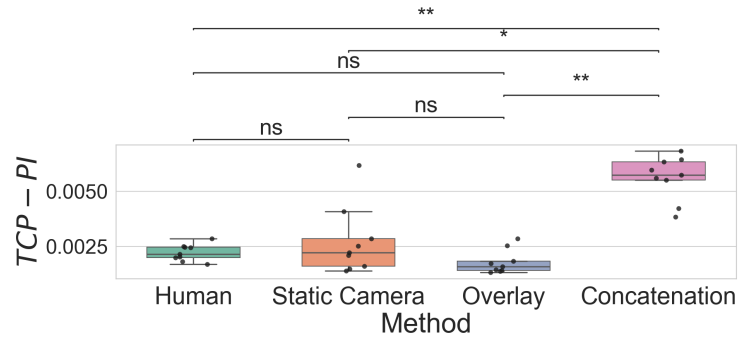 **
*
ns
**
ns
ns
TCP − PI
0.0050
0.0025
Human
Static Camera
Overlay
Concatenation
Method